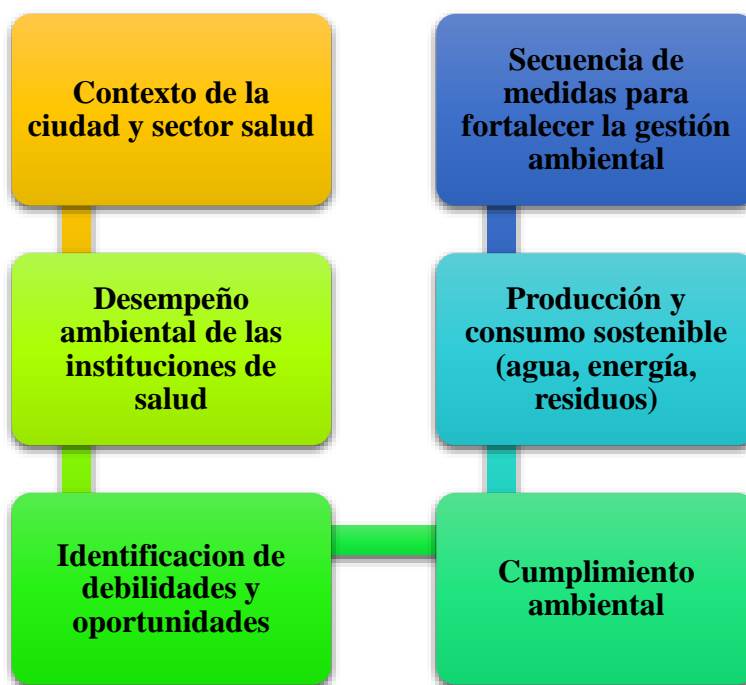 Contexto de la
ciudad y sector salud
Desempeño
ambiental de las
instituciones de
salud
Identificacion de
debilidades y
oportunidades
Cumplimiento
ambiental
Producción y
consumo sostenible
(agua, energía,
residuos)
Secuencia de
medidas para
fortalecer la gestión
ambiental